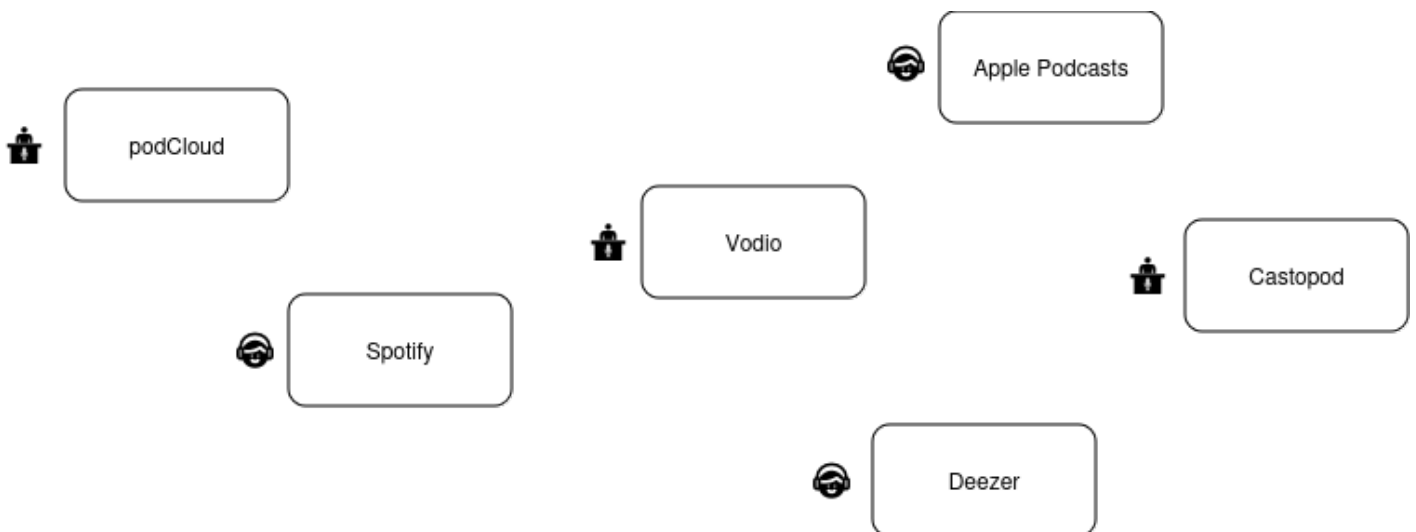 Apple Podcasts
podCloud
Vodio
Castopod
Spotify
Deezer